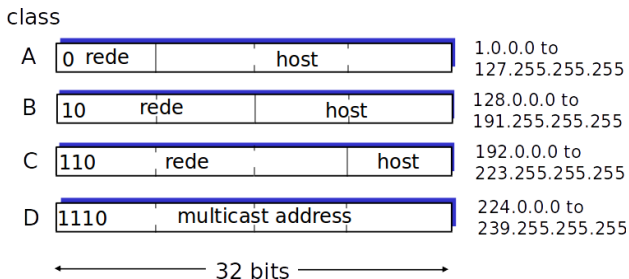 class
A 0 rede host 1.0.0.0 to
127.255.255.255
B 10 rede host 128.0.0.0 to
191.255.255.255
C 110 rede host 192.0.0.0 to
223.255.255.255
D 1110 multicast address 224.0.0.0 to
239.255.255.255
32 bits